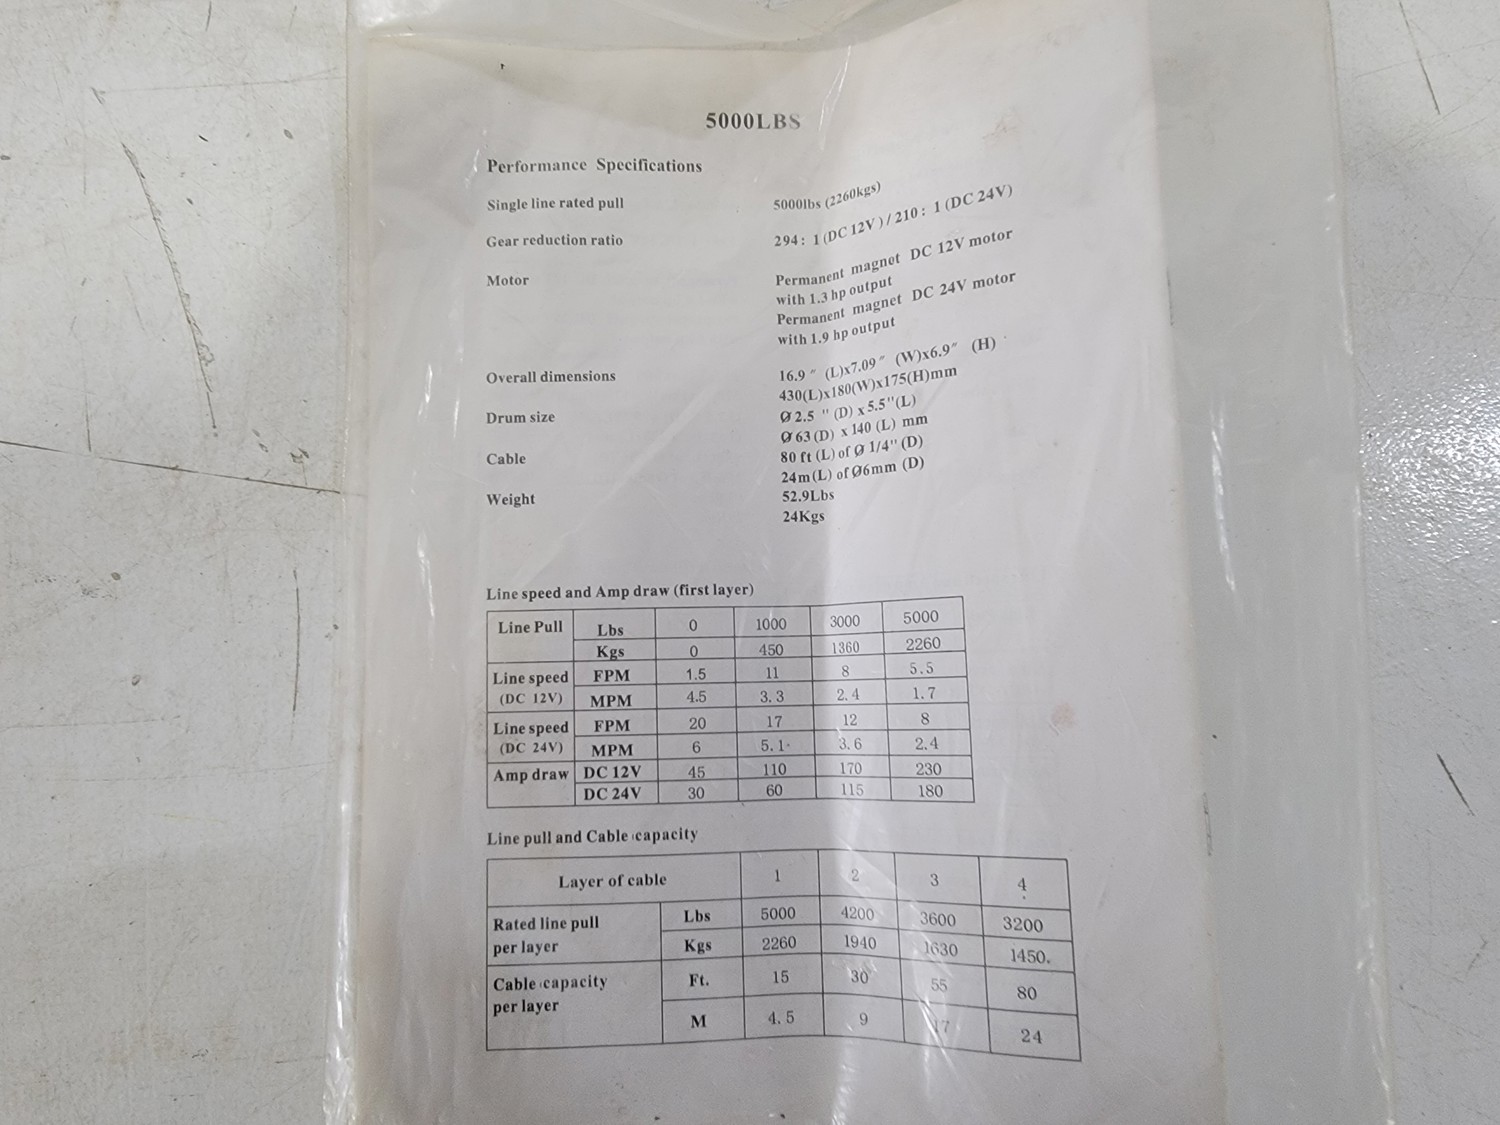 5000LBS
Performance Specifications
Single line rated pull 5000lbs (2260kgs)
Gear reduction ratio 294: 1 (DC 12V) / 210: 1 (DC 24V)
Motor Permanent magnet DC 12V motor
with 1.3 hp output
Permanent magnet DC 24V motor
with 1.9 hp output
Overall dimensions 16.9″ (L)x7.09″ (W)x6.9″ (H)
430(L)x180(W)x175(H)mm
Drum size Ø 2.5 " (D) x 5.5"(L)
Ø 63 (D) x 140 (L) mm
Cable 80 ft (L) of Ø 1/4" (D)
24m(L) of Ø6mm (D)
Weight 52.9Lbs
24Kgs
Line speed and Amp draw (first layer)
Line Pull Lbs 0 1000 3000 5000
Kgs 0 450 1360 2260
Line speed (DC 12V) FPM 1.5 11 8 5.5
MPM 4.5 3.3 2.4 1.7
Line speed (DC 24V) FPM 20 17 12 8
MPM 6 5.1 3.6 2.4
Amp draw DC 12V 45 110 170 230
DC 24V 30 60 115 180
Line pull and Cable capacity
Layer of cable 1 2 3 4
Rated line pull per layer Lbs 5000 4200 3600 3200
Kgs 2260 1940 1630 1450.
Cable capacity per layer Ft. 15 30 55 80
M 4.5 9 17 24